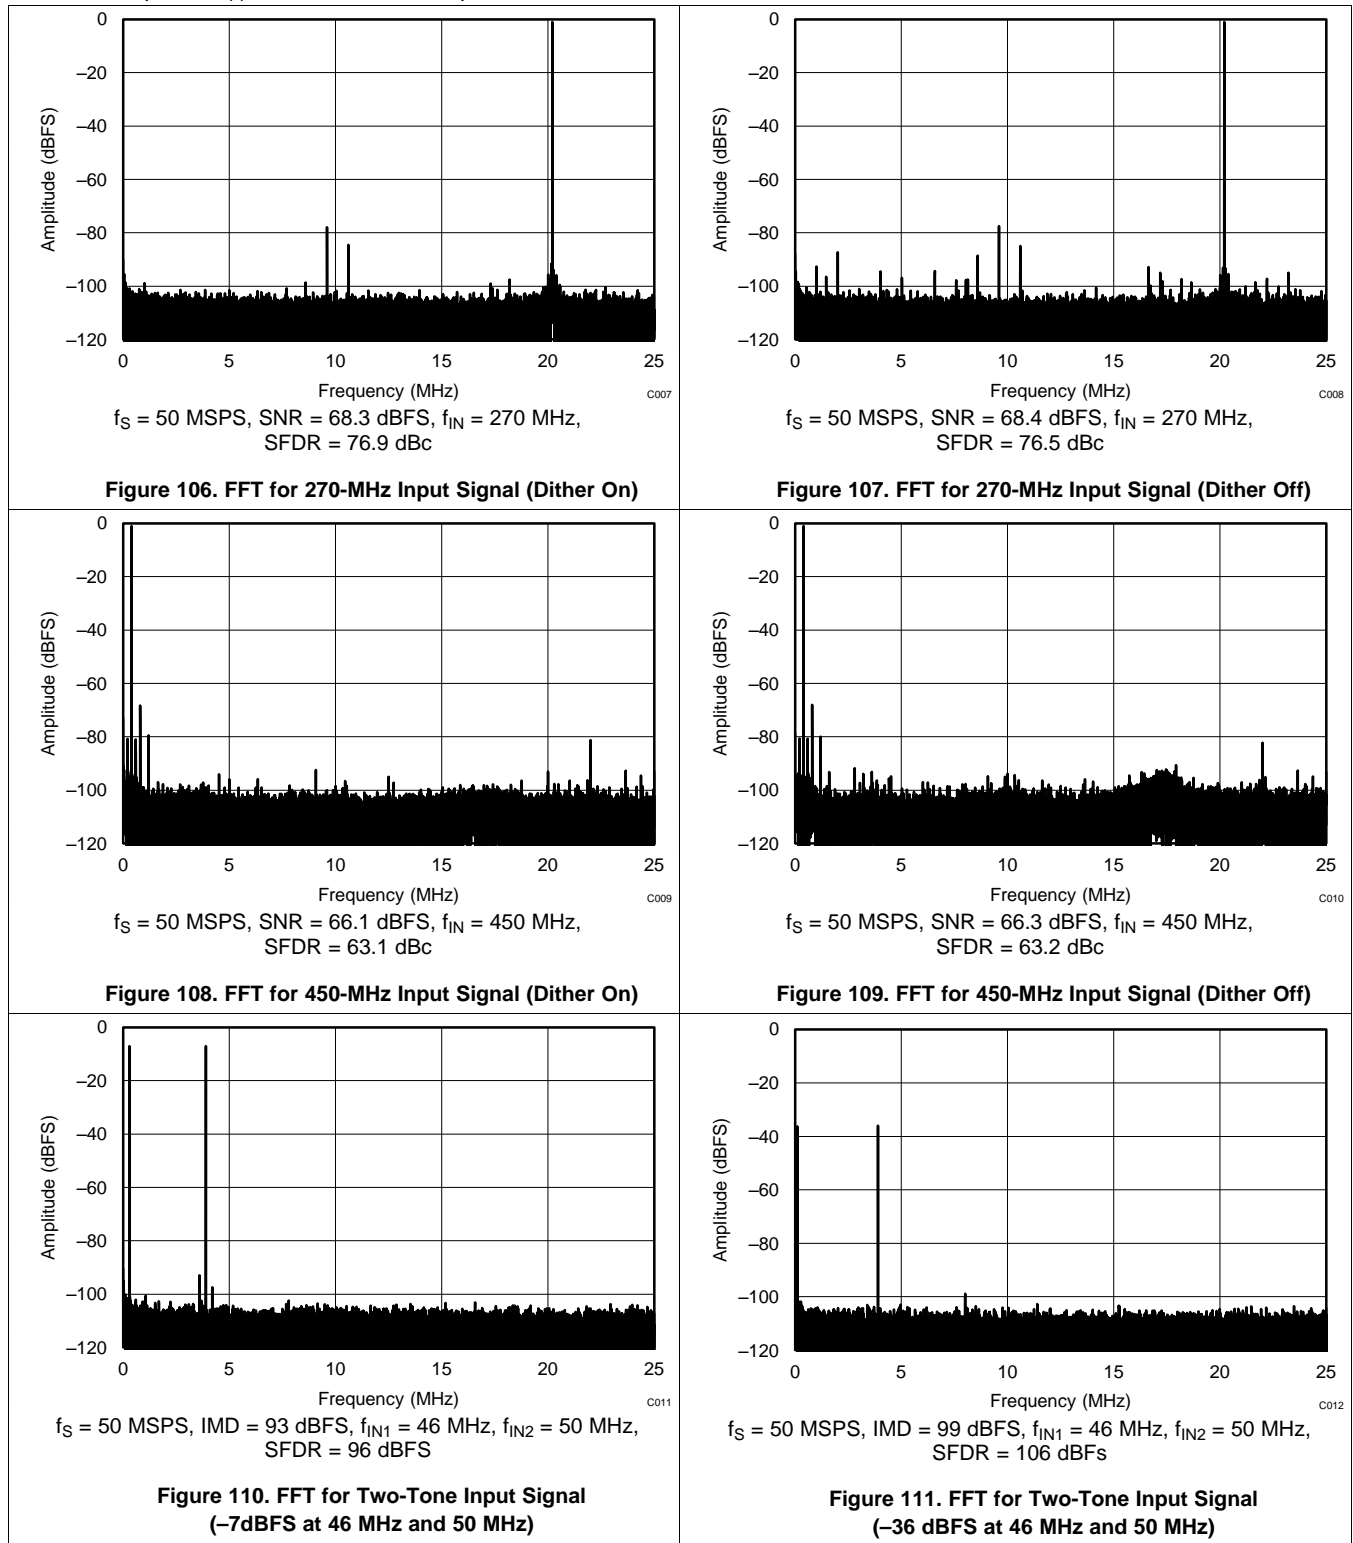 0
–20
–40
–60
–80
–100
–120
Amplitude (dBFS)
0 5 10 15 20 25
Frequency (MHz)
C007
fS = 50 MSPS, SNR = 68.3 dBFS, fIN = 270 MHz,
SFDR = 76.9 dBc
Figure 106. FFT for 270-MHz Input Signal (Dither On)
0
–20
–40
–60
–80
–100
–120
Amplitude (dBFS)
0 5 10 15 20 25
Frequency (MHz)
C008
fS = 50 MSPS, SNR = 68.4 dBFS, fIN = 270 MHz,
SFDR = 76.5 dBc
Figure 107. FFT for 270-MHz Input Signal (Dither Off)
0
–20
–40
–60
–80
–100
–120
Amplitude (dBFS)
0 5 10 15 20 25
Frequency (MHz)
C009
fS = 50 MSPS, SNR = 66.1 dBFS, fIN = 450 MHz,
SFDR = 63.1 dBc
Figure 108. FFT for 450-MHz Input Signal (Dither On)
0
–20
–40
–60
–80
–100
–120
Amplitude (dBFS)
0 5 10 15 20 25
Frequency (MHz)
C010
fS = 50 MSPS, SNR = 66.3 dBFS, fIN = 450 MHz,
SFDR = 63.2 dBc
Figure 109. FFT for 450-MHz Input Signal (Dither Off)
0
–20
–40
–60
–80
–100
–120
Amplitude (dBFS)
0 5 10 15 20 25
Frequency (MHz)
C011
fS = 50 MSPS, IMD = 93 dBFS, fIN1 = 46 MHz, fIN2 = 50 MHz,
SFDR = 96 dBFS
Figure 110. FFT for Two-Tone Input Signal
(–7dBFS at 46 MHz and 50 MHz)
0
–20
–40
–60
–80
–100
–120
Amplitude (dBFS)
0 5 10 15 20 25
Frequency (MHz)
C012
fS = 50 MSPS, IMD = 99 dBFS, fIN1 = 46 MHz, fIN2 = 50 MHz,
SFDR = 106 dBFs
Figure 111. FFT for Two-Tone Input Signal
(–36 dBFS at 46 MHz and 50 MHz)